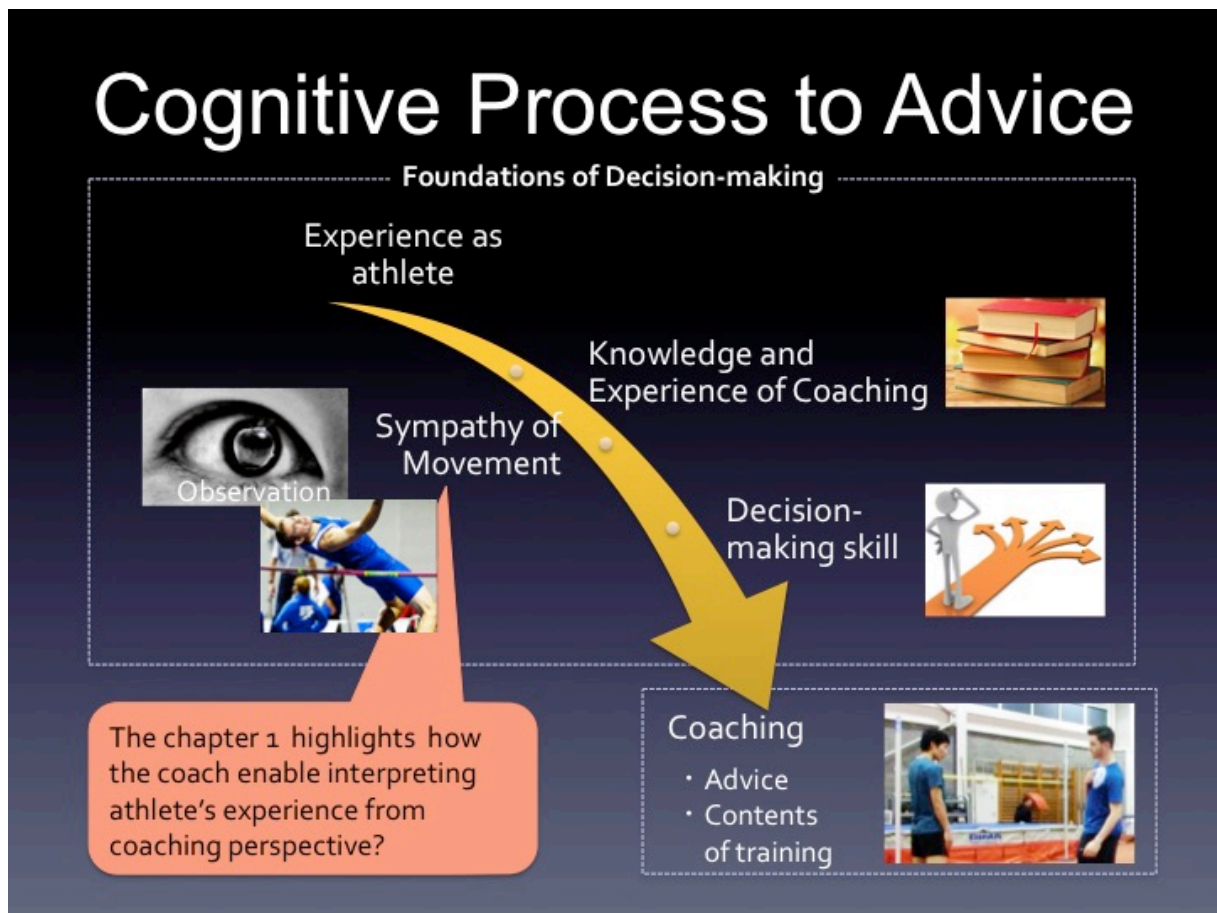 Cognitive Process to Advice
Foundations of Decision-making
Experience as
athlete
Knowledge and
Experience of Coaching
Sympathy of
Movement
Observation
Decision-
making skill
The chapter 1 highlights how
the coach enable interpreting
athlete's experience from
coaching perspective?
Coaching
・Advice
・Contents
of training